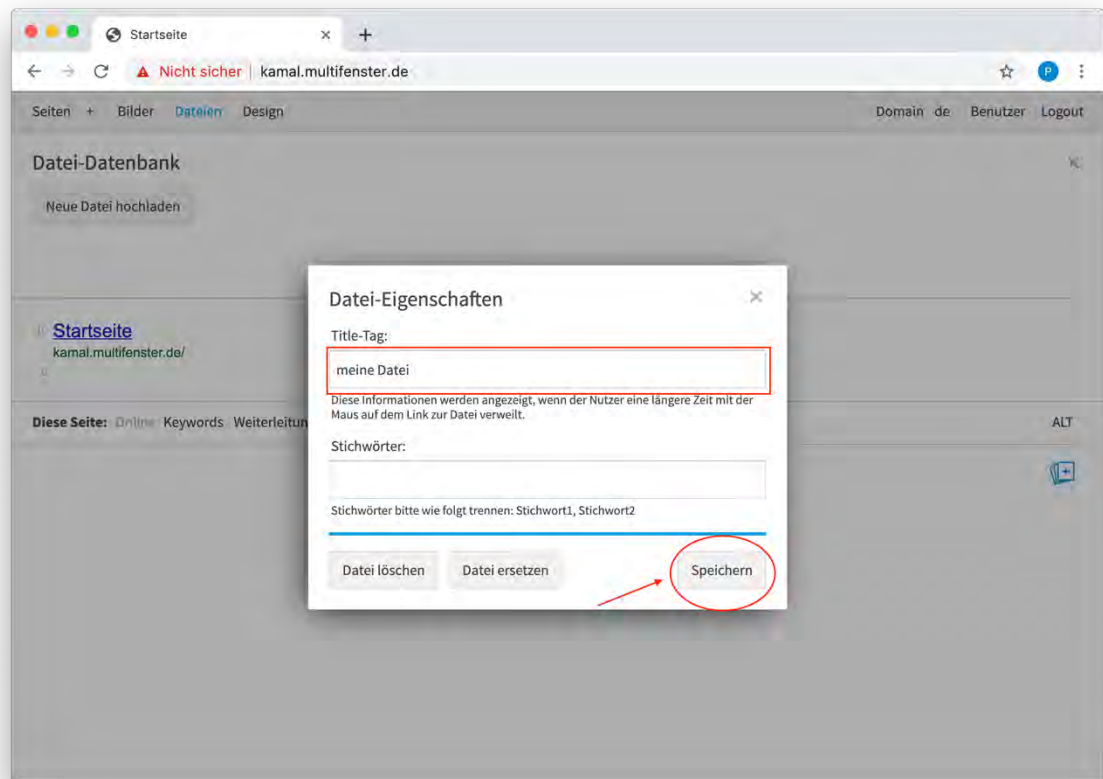 Startseite
Nicht sicher | kamal.multifenster.de
P
Seiten + Bilder Dateien Design Domain de Benutzer Logout
Datei-Datenbank
Neue Datei hochladen
Datei-Eigenschaften
Title-Tag:
meine Datei
Diese Informationen werden angezeigt, wenn der Nutzer eine längere Zeit mit der
Maus auf dem Link zur Datei verweilt.
Stichwörter:
Stichwörter bitte wie folgt trennen: Stichwort1, Stichwort2
Datei löschen Datei ersetzen Speichern
Startseite
kamal.multifenster.de/
Diese Seite: Online Keywords Weiterleitun ALT